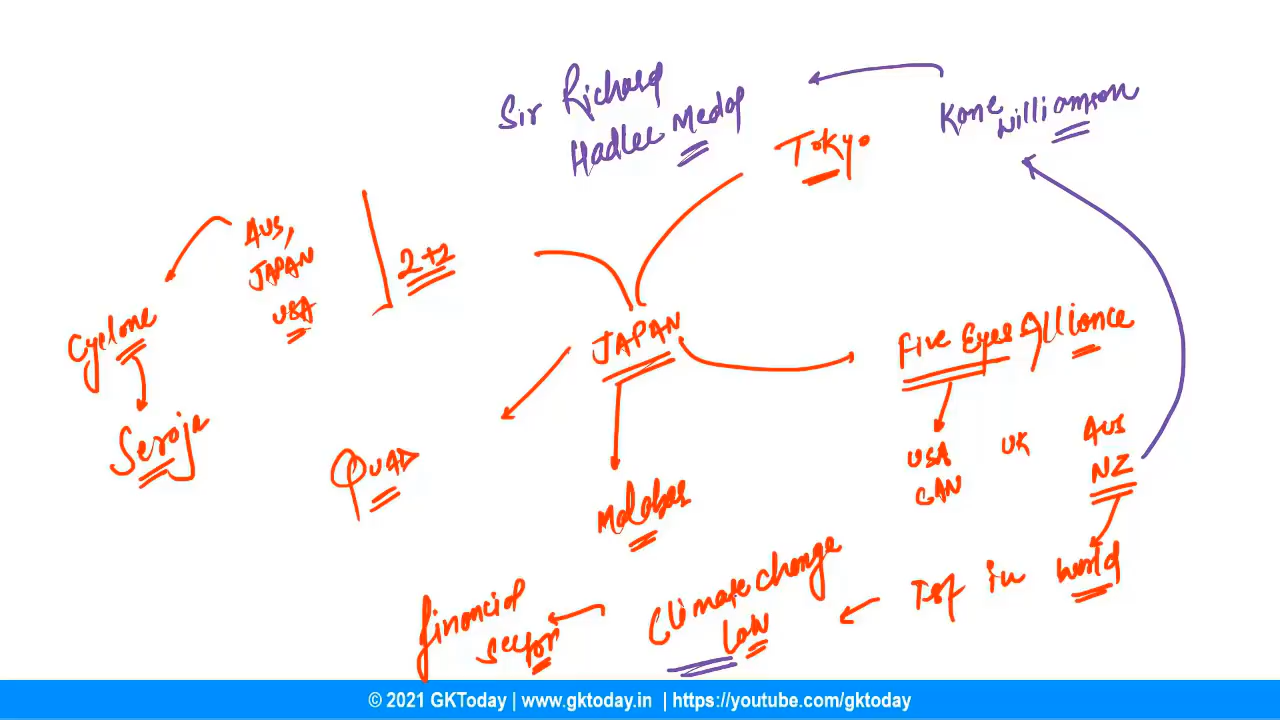 Sir Richard
Hadlee Medal
Kane
Williamson
Tokyo
Aus,
JAPAN
USA
2+2
Cyclone
Seroja
JAPAN
Five Eyes Alliance
USA UK AUS
CAN NZ
QUAD
Malabar
1st in world
Climate change
law
financial
sector
© 2021 GKToday | www.gktoday.in | https://youtube.com/gktoday